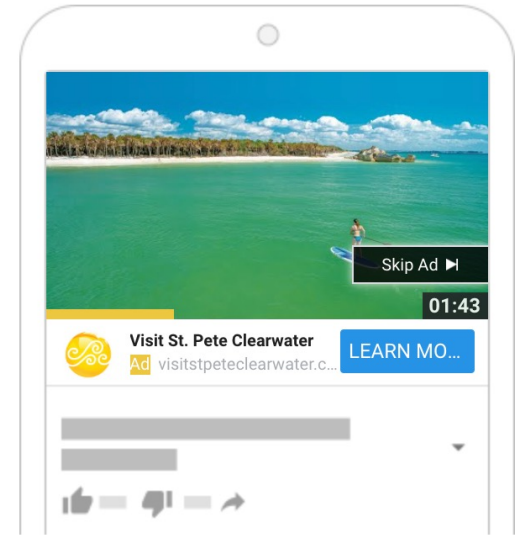 Skip Ad
01:43
Visit St. Pete Clearwater
LEARN MO...
Ad visitstpeteclearwater.c...